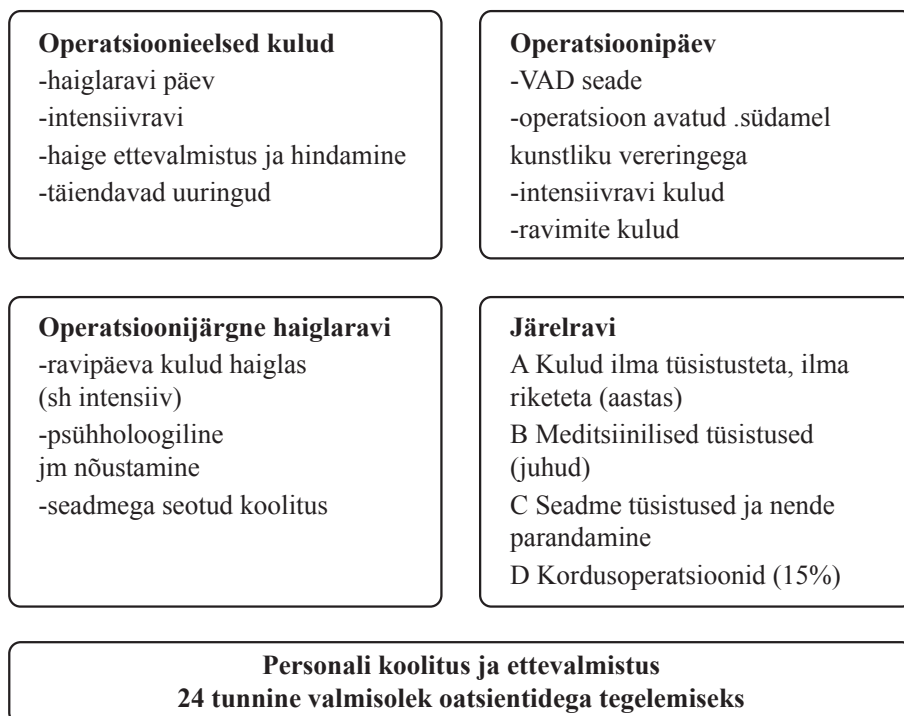 Operatsioonieelsed kulud
-haiglaravi päev
-intensiivravi
-haige ettevalmistus ja hindamine
-täiendavad uuringud
Operatsioonipäev
-VAD seade
-operatsioon avatud .südamel
kunstliku vereringega
-intensiivravi kulud
-ravimite kulud
Operatsioonijärgne haiglaravi
-ravipäeva kulud haiglas
(sh intensiiv)
-psühholoogiline
jm nõustamine
-seadmega seotud koolitus
Järelravi
A Kulud ilma tüsistusteta, ilma
riketeta (aastas)
B Meditsiinilised tüsistused
(juhud)
C Seadme tüsistused ja nende
parandamine
D Kordusoperatsioonid (15%)
Personali koolitus ja ettevalmistus
24 tunnine valmisolek oatsientidega tegelemiseks